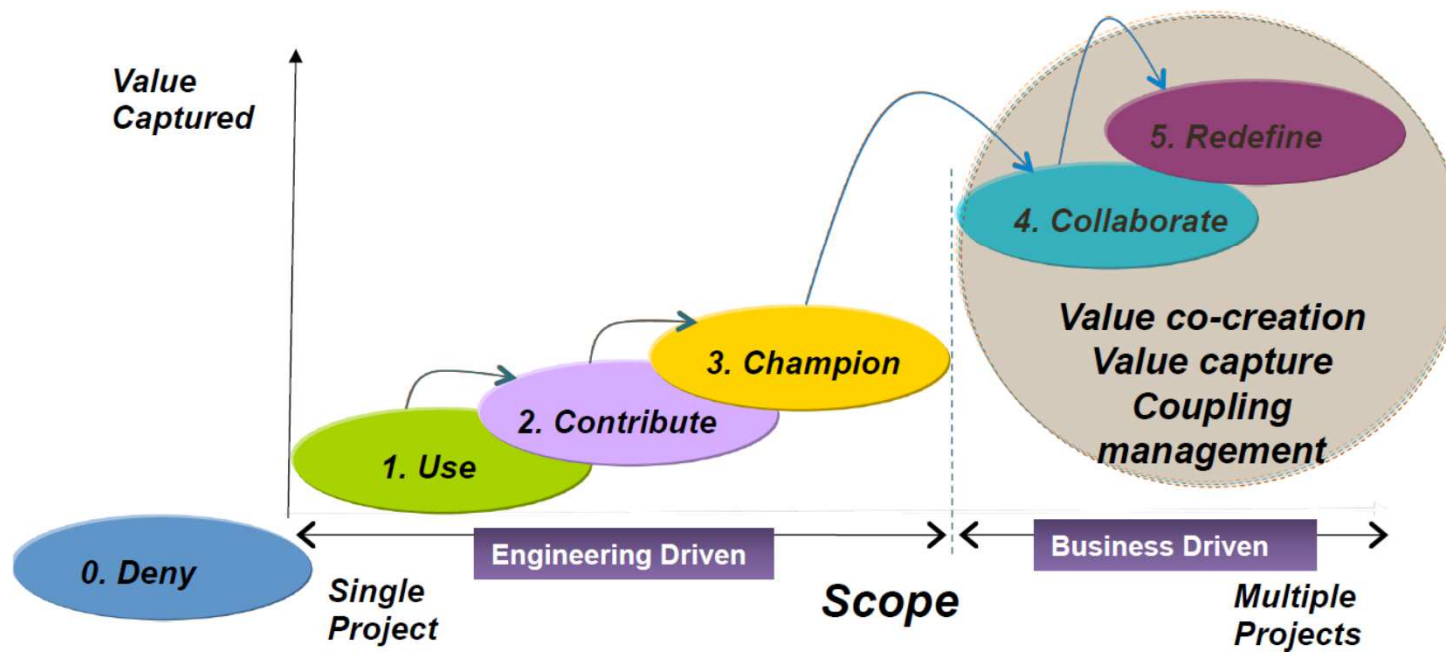 Value
Captured
5. Redefine
4. Collaborate
Value co-creation
Value capture
Coupling
management
3. Champion
2. Contribute
1. Use
0. Deny
Engineering Driven
Business Driven
Single
Project
Scope
Multiple
Projects